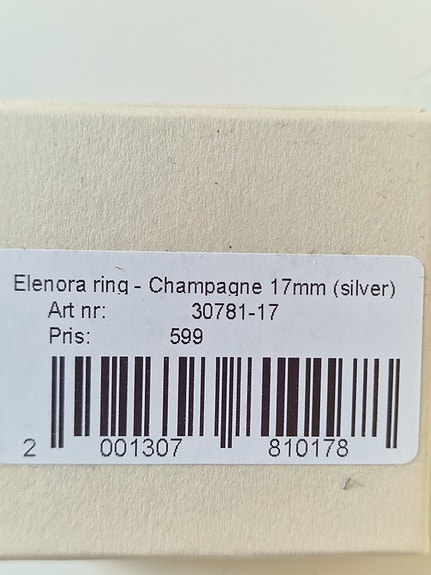 Elenora ring - Champagne 17mm (silver)
Art nr: 30781-17
Pris: 599
2 001307 810178